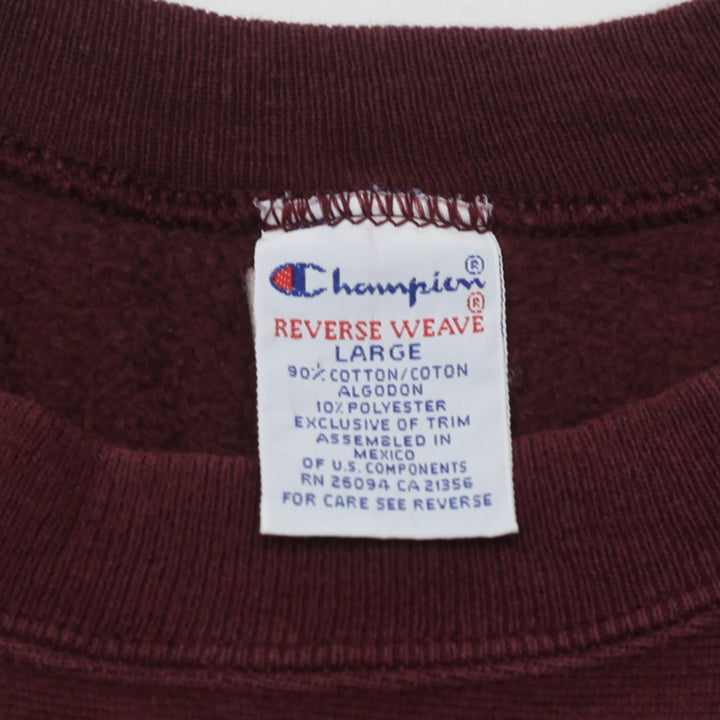 Champion®
®
REVERSE WEAVE
LARGE
90% COTTON/COTON
ALGODON
10% POLYESTER
EXCLUSIVE OF TRIM
ASSEMBLED IN
MEXICO
OF U.S. COMPONENTS
RN 26094 CA 21356
FOR CARE SEE REVERSE